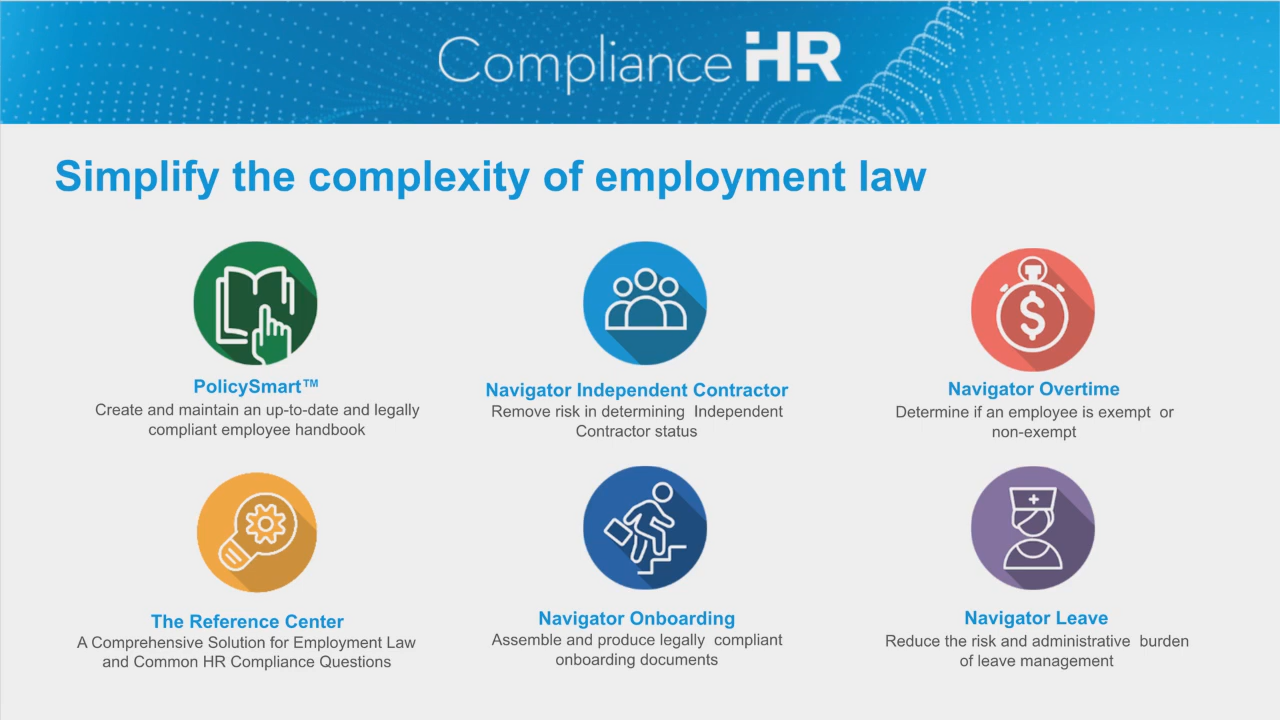 Compliance HR
Simplify the complexity of employment law
PolicySmart™
Create and maintain an up-to-date and legally
compliant employee handbook
Navigator Independent Contractor
Remove risk in determining Independent
Contractor status
Navigator Overtime
Determine if an employee is exempt or
non-exempt
The Reference Center
A Comprehensive Solution for Employment Law
and Common HR Compliance Questions
Navigator Onboarding
Assemble and produce legally compliant
onboarding documents
Navigator Leave
Reduce the risk and administrative burden
of leave management